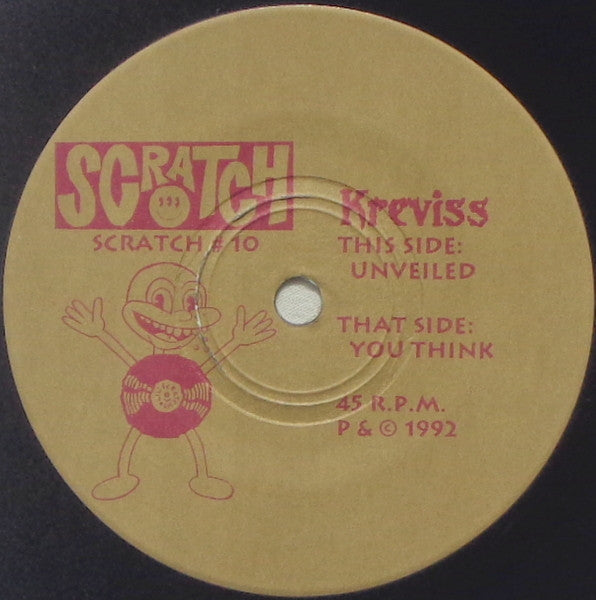 SCRATCH
SCRATCH # 10
Kreviss
THIS SIDE:
UNVEILED
THAT SIDE:
YOU THINK
45 R.P.M.
P & © 1992